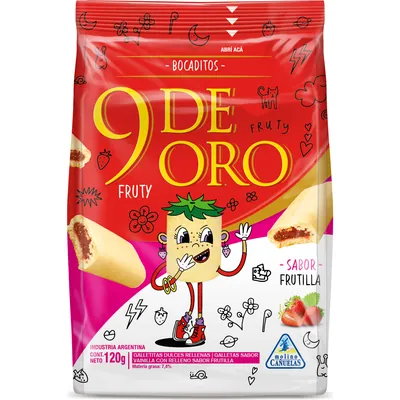 ABRÍ ACÁ
- BOCADITOS -
9 DE
ORO
FRUTY
FRUTY
- SABOR -
FRUTILLA
INDUSTRIA ARGENTINA
CONT.
NETO 120g
GALLETITAS DULCES RELLENAS | GALLETAS SABOR
VAINILLA CON RELLENO SABOR FRUTILLA
Materia grasa: 7,4%
molino
CAÑUELAS